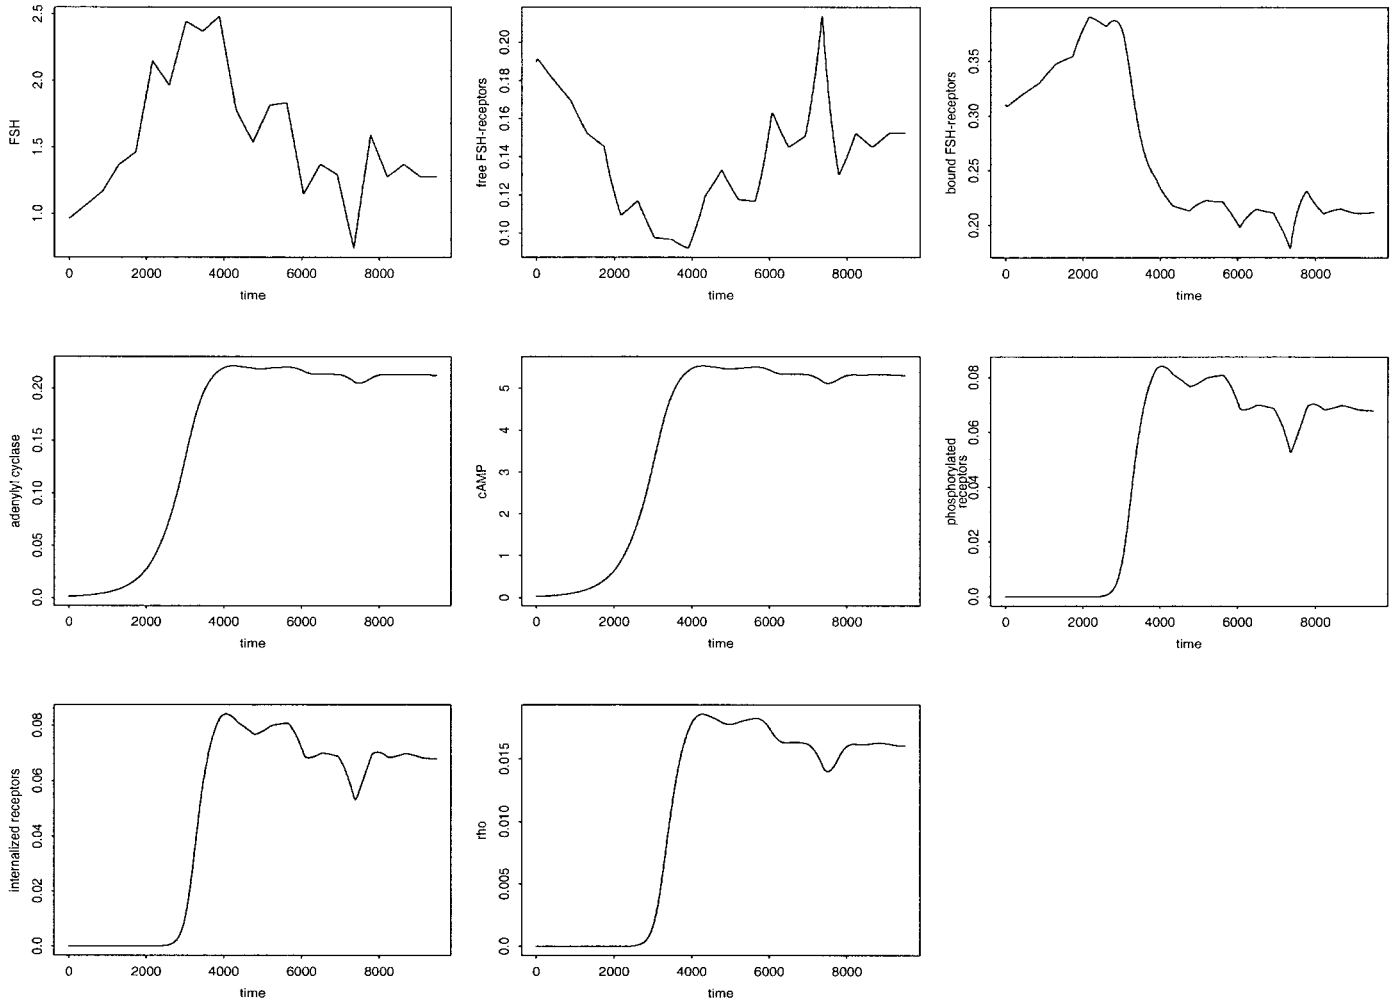 FSH
1.0 1.5 2.0 2.5
0 2000 4000 6000 8000
time
free FSH-receptors
0.10 0.12 0.14 0.16 0.18 0.20
0 2000 4000 6000 8000
time
bound FSH-receptors
0.20 0.25 0.30 0.35
0 2000 4000 6000 8000
time
adenylyl cyclase
0.0 0.05 0.10 0.15 0.20
0 2000 4000 6000 8000
time
cAMP
0 1 2 3 4 5
0 2000 4000 6000 8000
time
phosphorylated
receptors
0.0 0.02 0.04 0.06 0.08
0 2000 4000 6000 8000
time
internalized receptors
0.0 0.02 0.04 0.06 0.08
0 2000 4000 6000 8000
time
rho
0.0 0.005 0.010 0.015
0 2000 4000 6000 8000
time